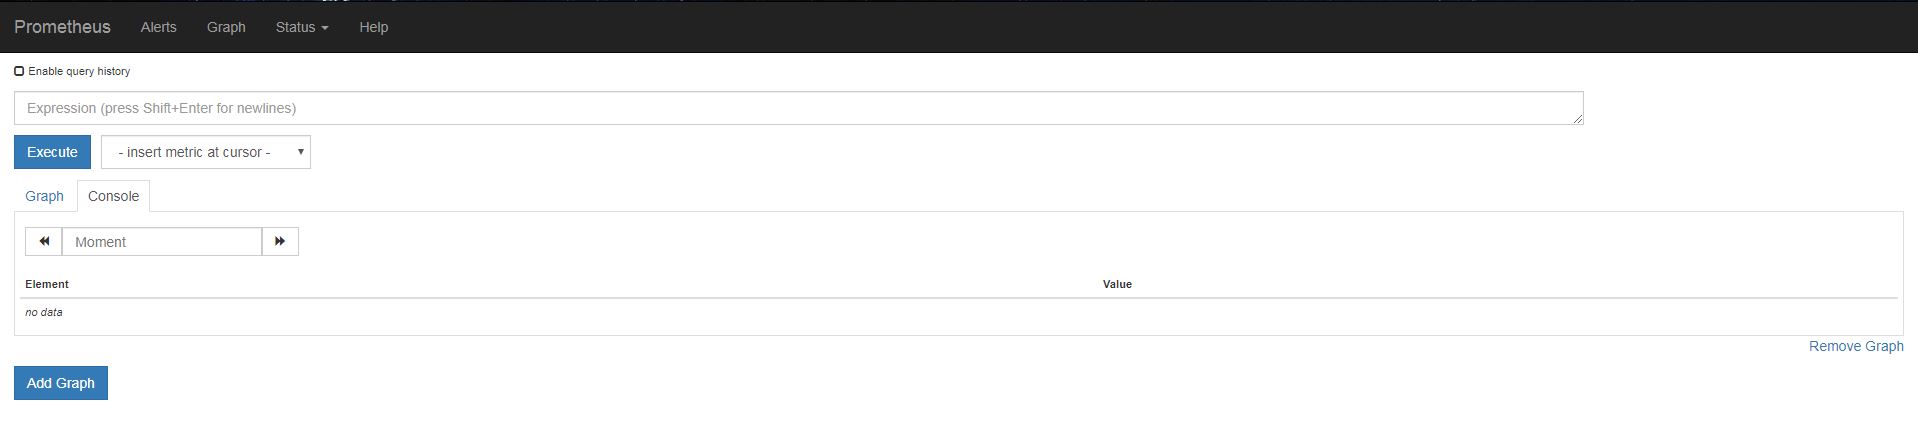 Prometheus Alerts Graph Status Help
Enable query history
Expression (press Shift+Enter for newlines)
Execute - insert metric at cursor -
Graph Console
Moment
Element Value
no data
Remove Graph
Add Graph